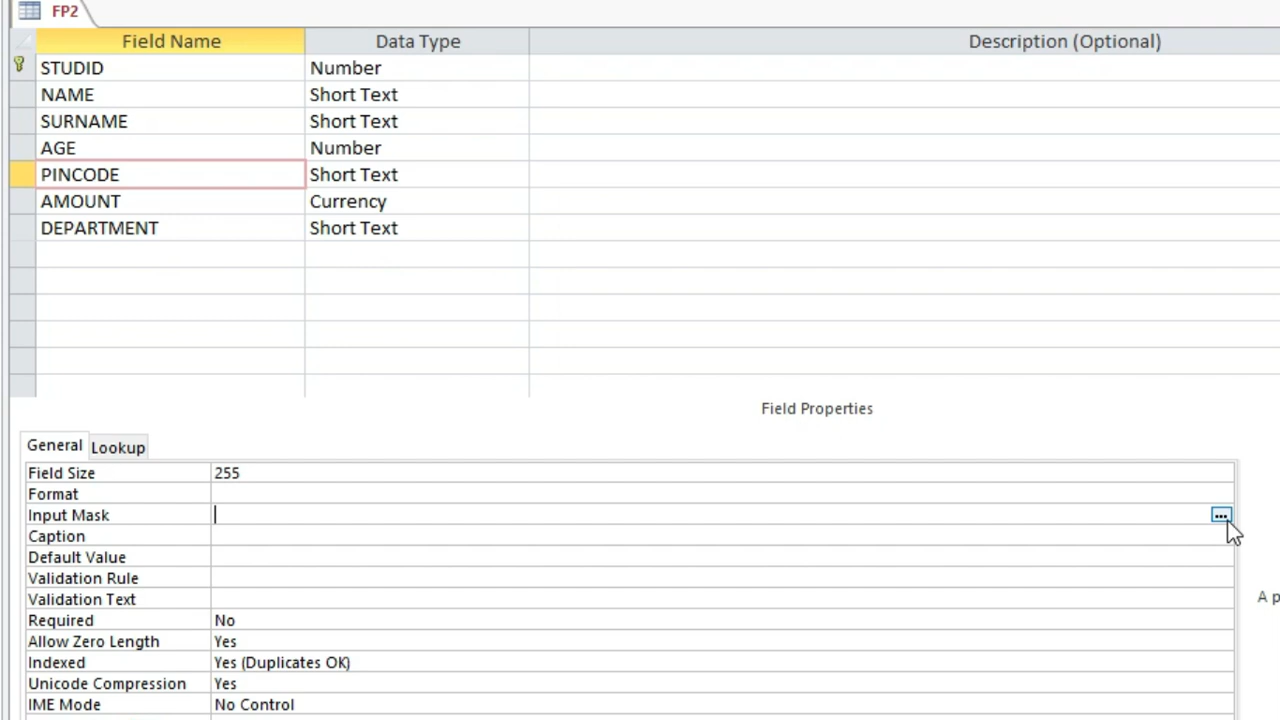 FP2
Field Name Data Type Description (Optional)
STUDID Number
NAME Short Text
SURNAME Short Text
AGE Number
PINCODE Short Text
AMOUNT Currency
DEPARTMENT Short Text
Field Properties
General Lookup
Field Size 255
Format
Input Mask ...
Caption
Default Value
Validation Rule
Validation Text
A p
Required No
Allow Zero Length Yes
Indexed Yes (Duplicates OK)
Unicode Compression Yes
IME Mode No Control